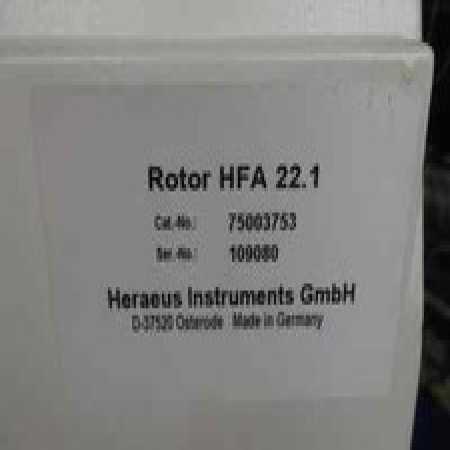 Rotor HFA 22.1
Cat.-No.: 75003753
Ser.-No.: 109080
Heraeus Instruments GmbH
D-37520 Osterode Made in Germany